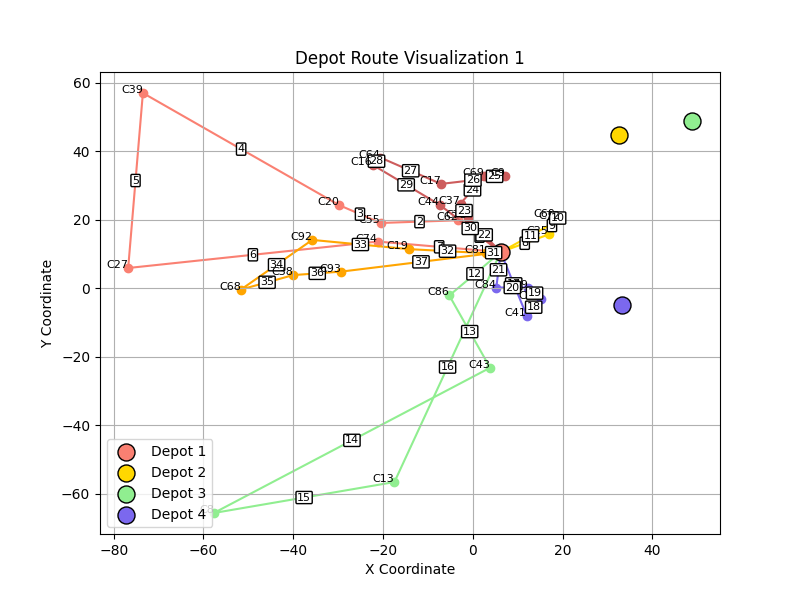 Depot Route Visualization 1
60
40
20
0
−20
−40
−60
Y Coordinate
−80
−60
−40
−20
0
20
40
X Coordinate
C39
4
5
C64
28
C16
27
29
C17
26
25
24
C20
C44
C37
23
3
C55
2
30
22
10
11
C92
C74
C19
33
32
31
C81
6
C27
34
C38
36
C93
37
C68
35
12
21
C84
20
19
18
C41
C86
13
16
C43
14
C13
15
Depot 1
Depot 2
Depot 3
Depot 4